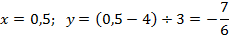 x = 0,5;  y = (0,5 − 4) ÷ 3 = −7/6